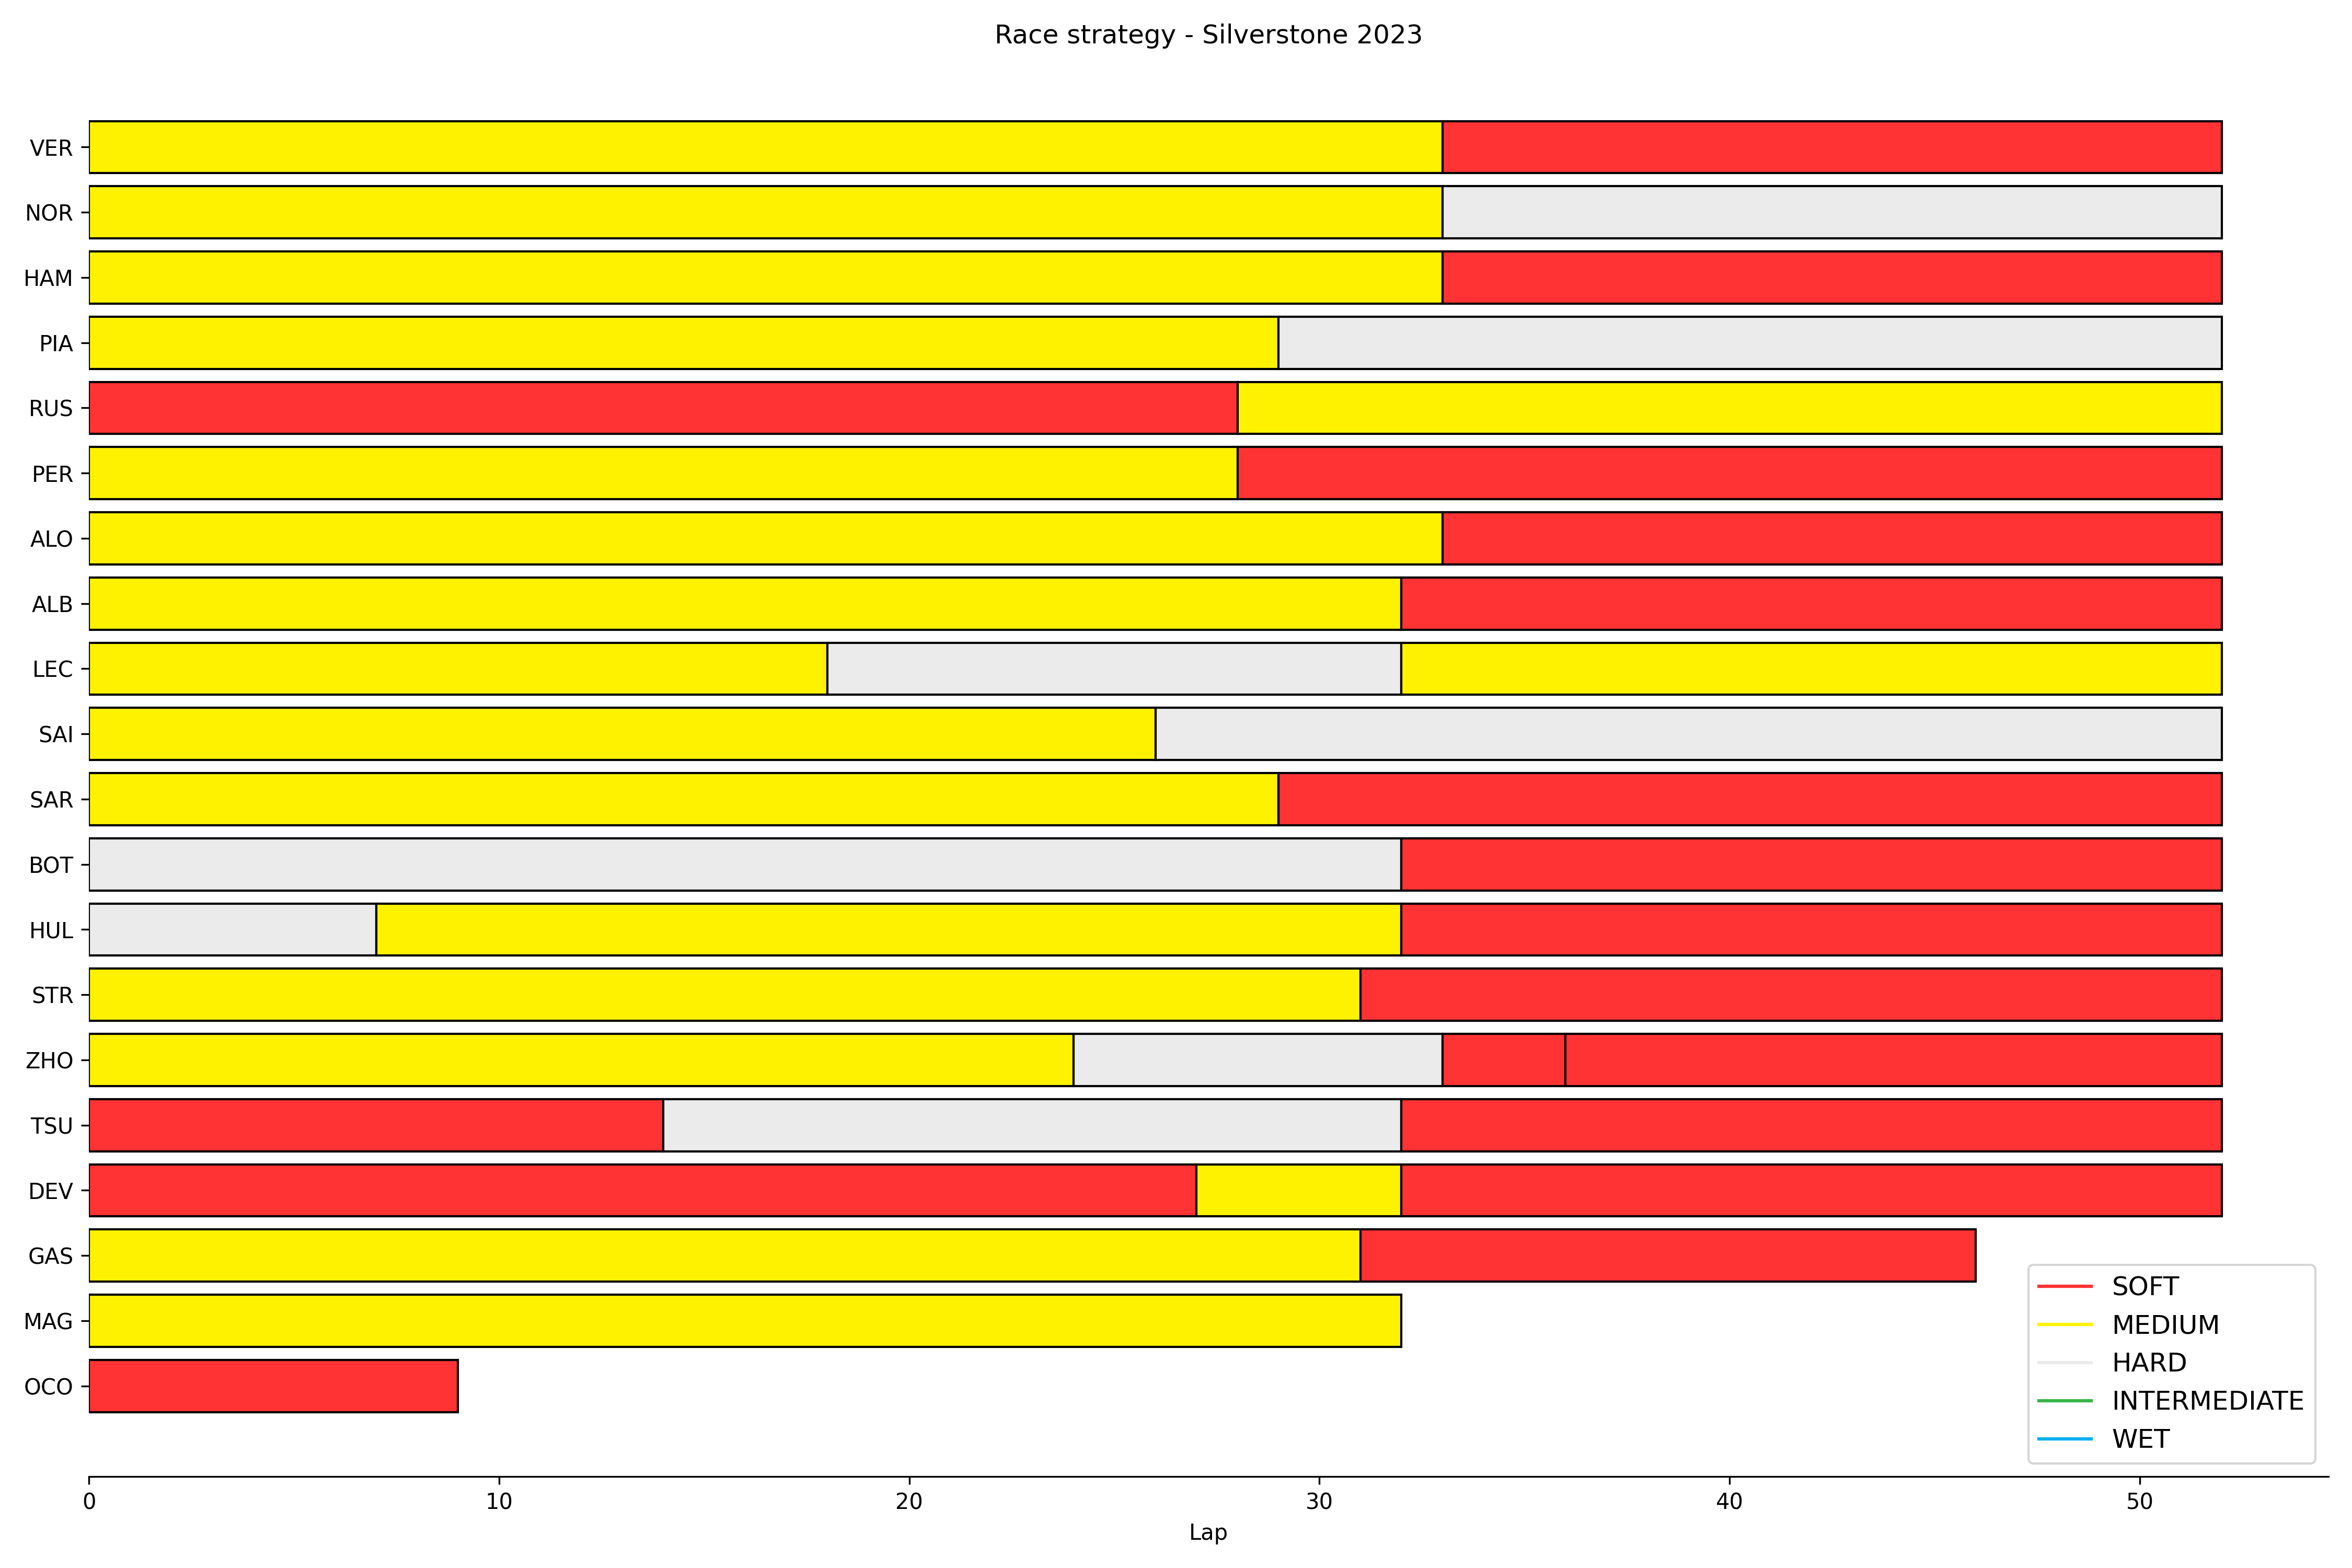 Race strategy - Silverstone 2023
VER
NOR
HAM
PIA
RUS
PER
ALO
ALB
LEC
SAI
SAR
BOT
HUL
STR
ZHO
TSU
DEV
GAS
MAG
OCO
SOFT
MEDIUM
HARD
INTERMEDIATE
WET
0 10 20 30 40 50
Lap